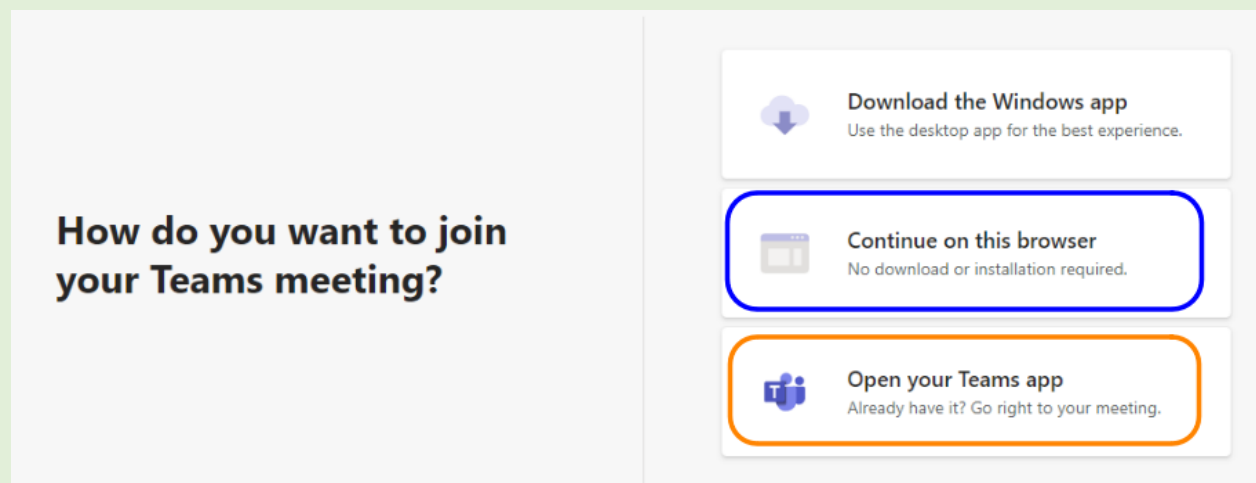 How do you want to join
your Teams meeting?
Download the Windows app
Use the desktop app for the best experience.
Continue on this browser
No download or installation required.
T
Open your Teams app
Already have it? Go right to your meeting.